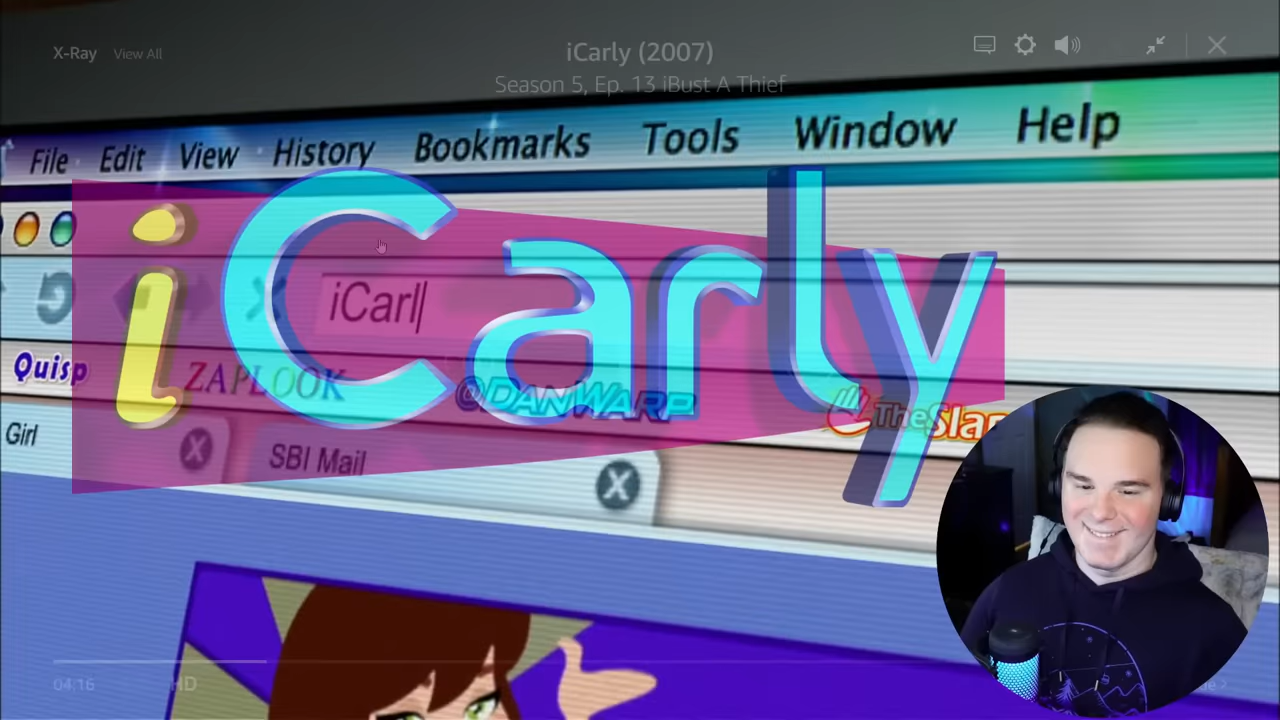 X-Ray View All
iCarly (2007)
Season 5, Ep. 13 iBust A Thief
File Edit View History Bookmarks Tools Window Help
iCarly
iCarl
Quisp ZAPLOOK @DANWARP TheSlap
Girl SBI Mail
04:16 HD